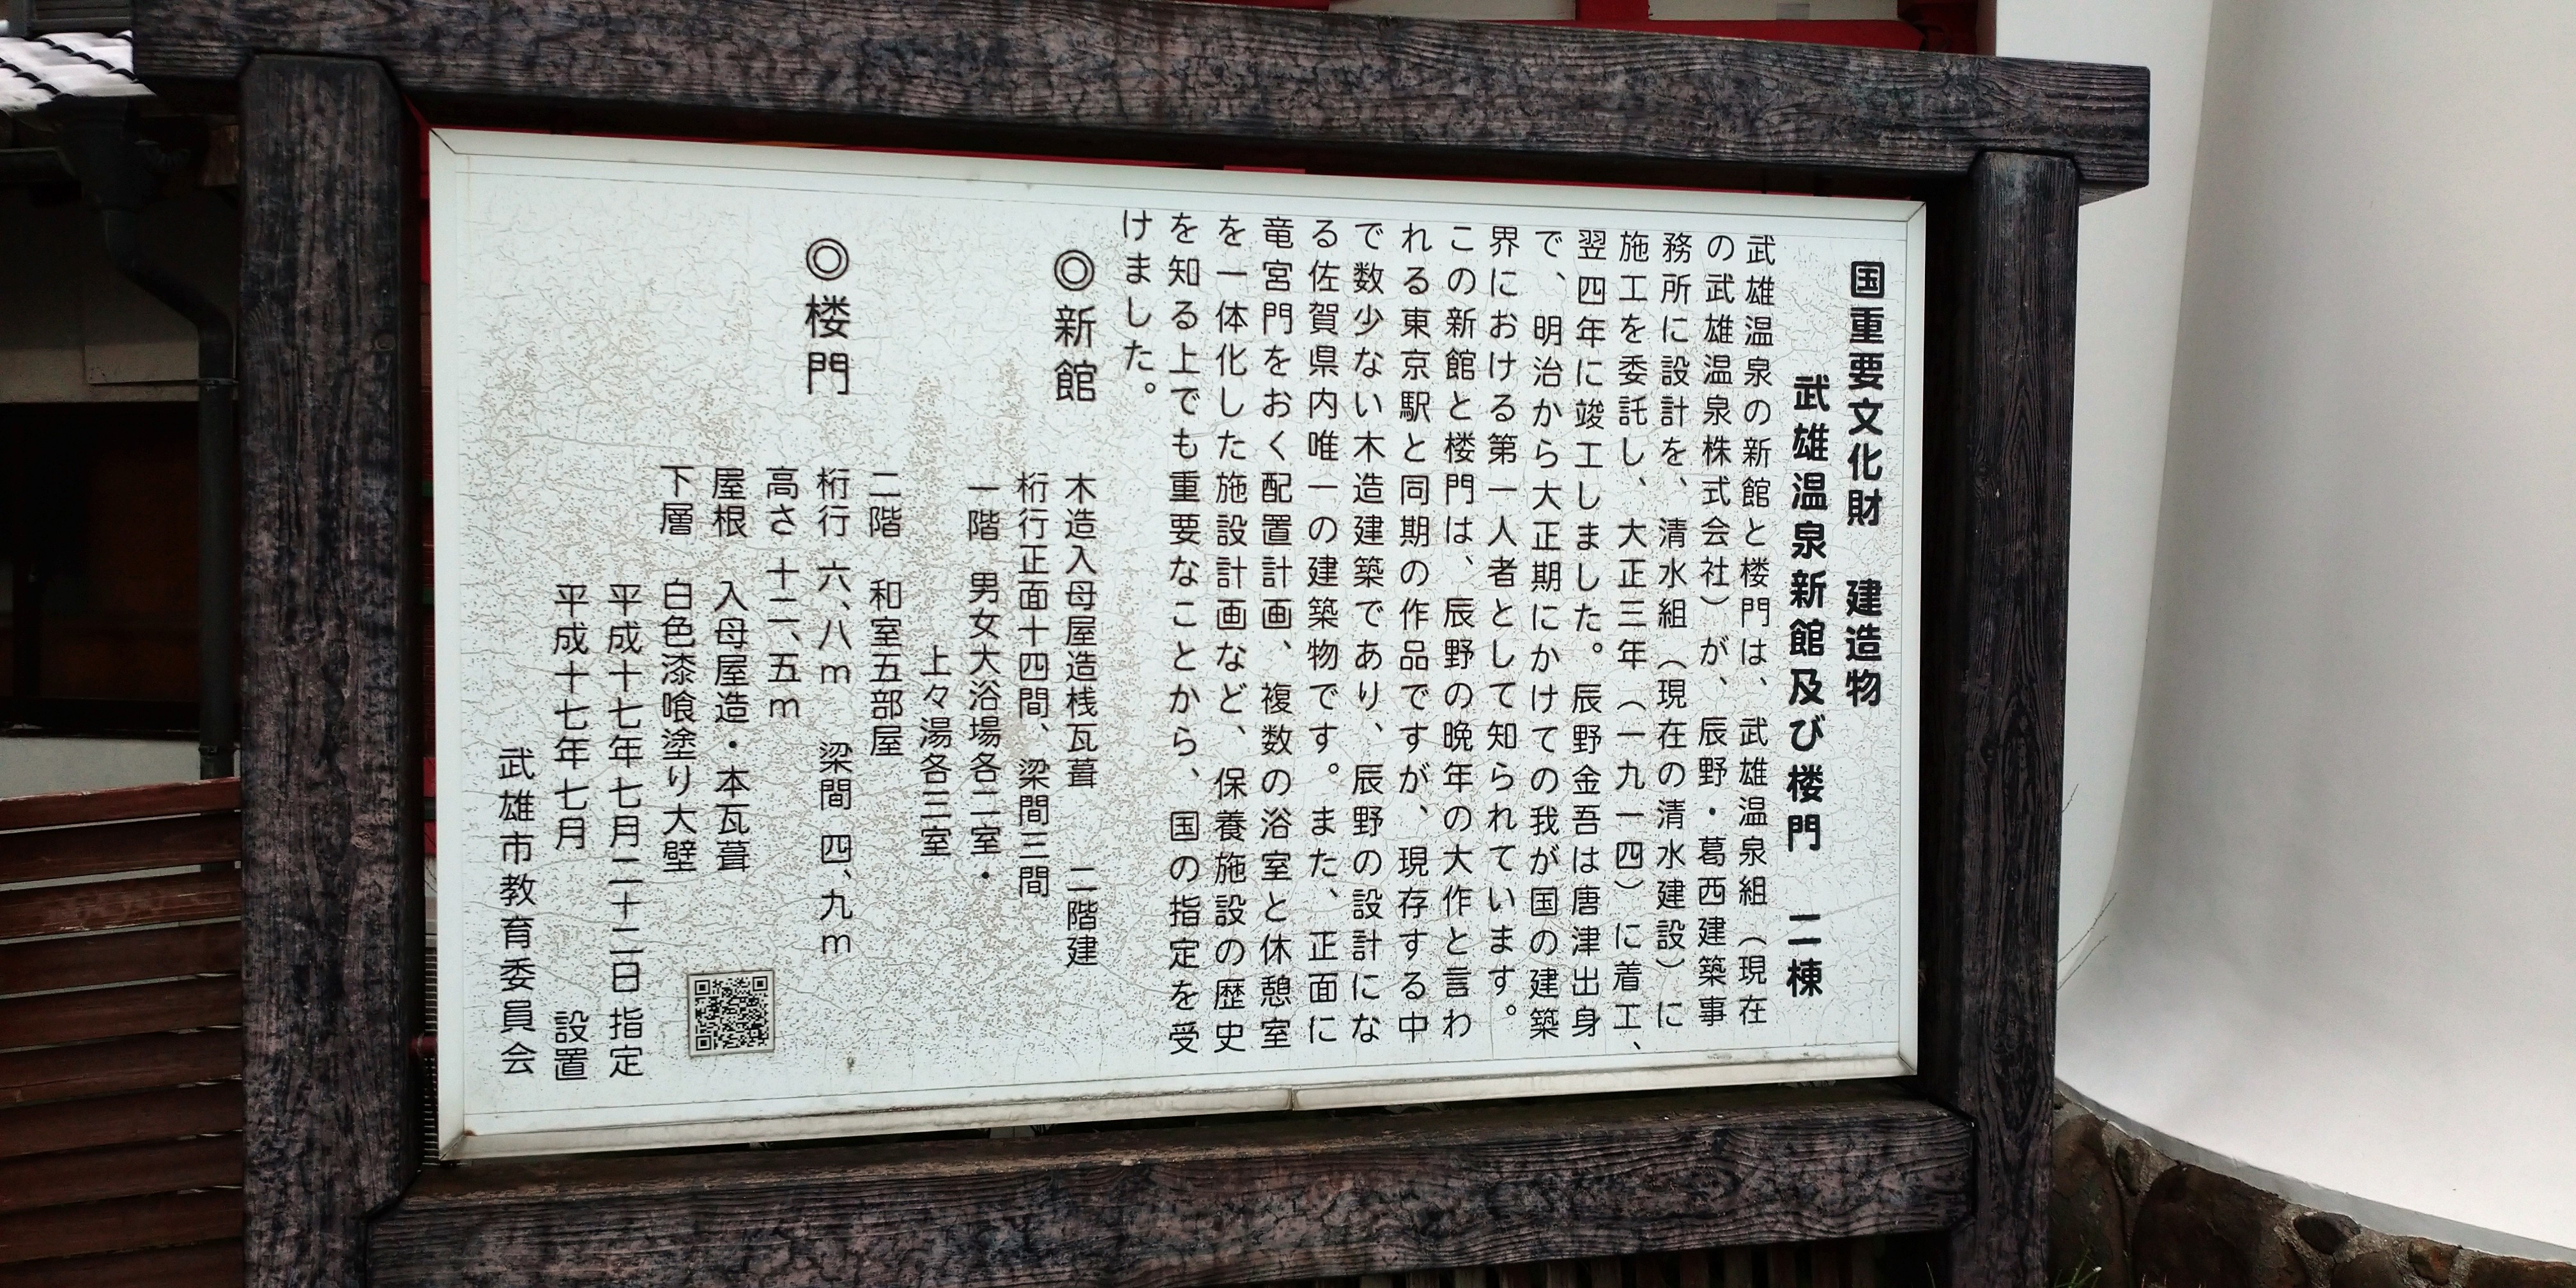 国重要文化財　建造物
武雄温泉新館及び楼門　二棟
武雄温泉の新館と楼門は、武雄温泉組（現在
の武雄温泉株式会社）が、辰野・葛西建築事
務所に設計を、清水組（現在の清水建設）に
施工を委託し、大正三年（一九一四）に着工、
翌四年に竣工しました。辰野金吾は唐津出身
で、明治から大正期にかけての我が国の建築
界における第一人者として知られています。
この新館と楼門は、辰野の晩年の大作と言わ
れる東京駅と同期の作品ですが、現存する中
で数少ない木造建築であり、辰野の設計にな
る佐賀県内唯一の建築物です。また、正面に
竜宮門をおく配置計画、複数の浴室と休憩室
を一体化した施設計画など、保養施設の歴史
を知る上でも重要なことから、国の指定を受
けました。
◎新館　木造入母屋造桟瓦葺　二階建
桁行正面十四間、梁間三間
一階　男女大浴場各二室・
上々湯各三室
二階　和室五部屋
◎楼門　桁行　六、八ｍ　梁間　四、九ｍ
高さ　十二、五ｍ
屋根　入母屋造・本瓦葺
下層　白色漆喰塗り大壁
平成十七年七月二十二日　指定
平成十七年七月　設置
武雄市教育委員会